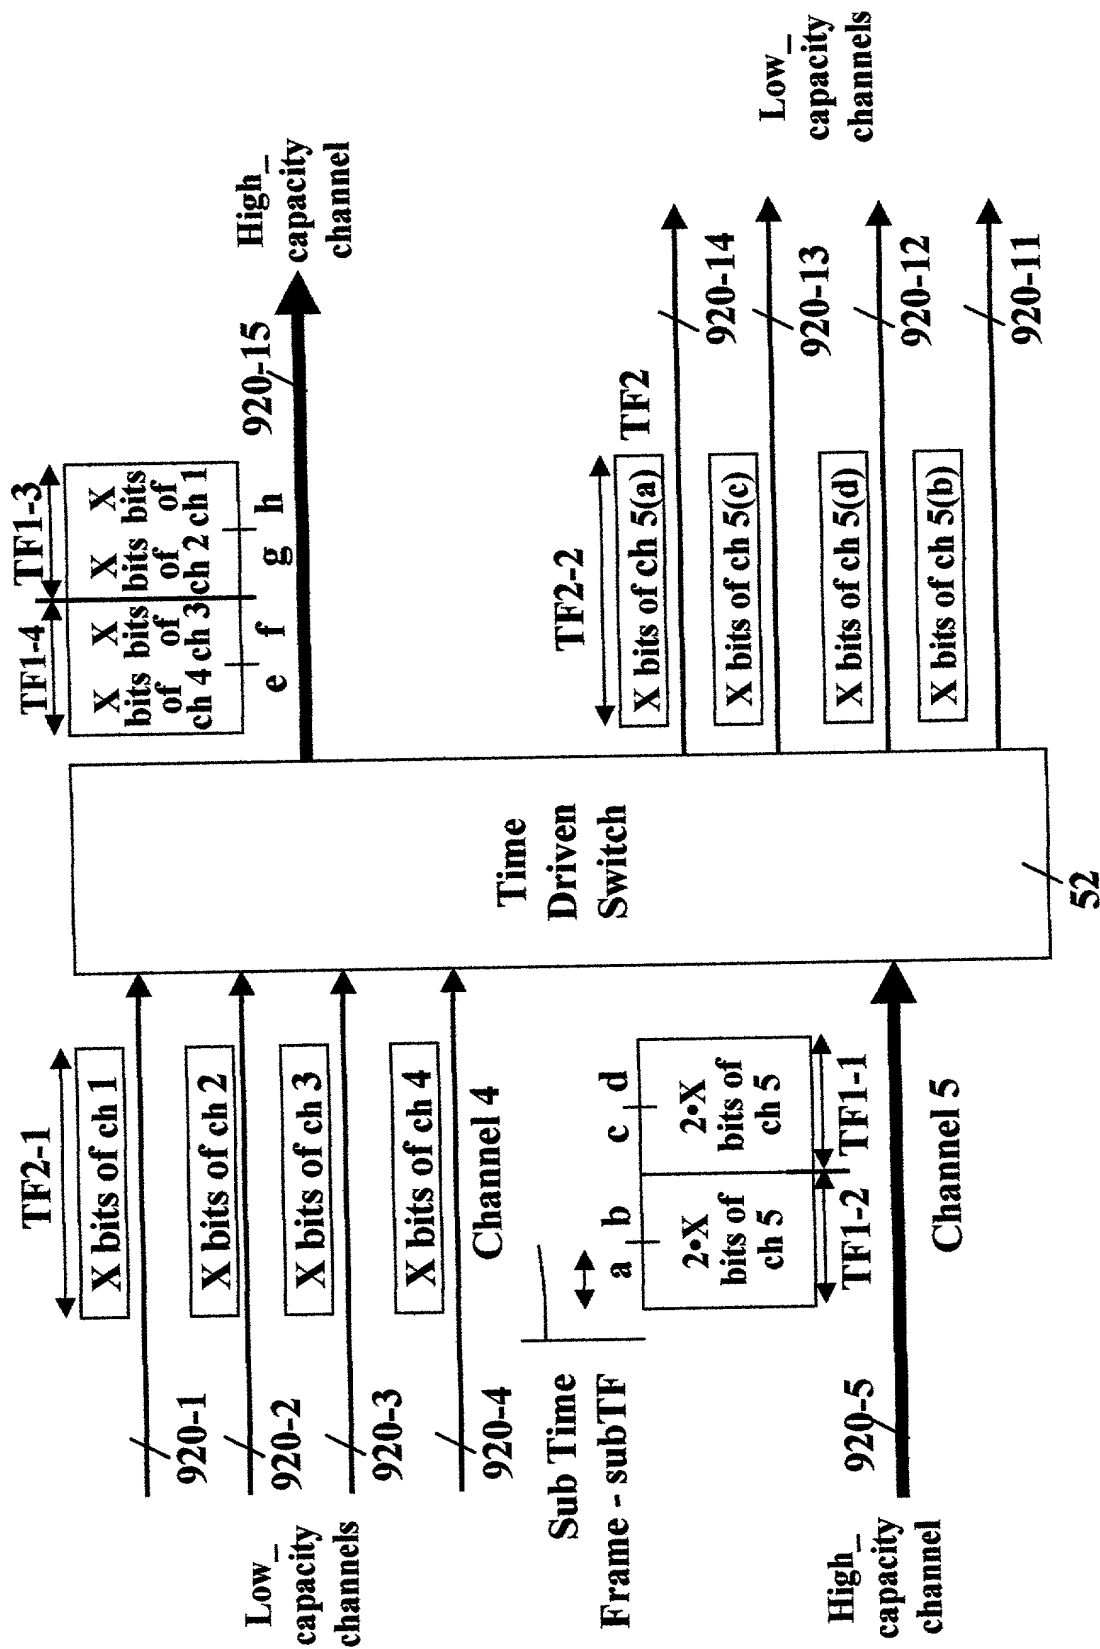 TF2-1
X bits of ch 1
920-1
X bits of ch 2
920-2
X bits of ch 3
920-3
X bits of ch 4
920-4
Channel 4
Low_
capacity
channels
Sub Time
Frame - subTF
a b c d
2•X
bits of
ch 5
2•X
bits of
ch 5
TF1-2
TF1-1
920-5
Channel 5
High_
capacity
channel
Time
Driven
Switch
52
TF1-4
TF1-3
X X X X
bits bits bits bits
of of of of
ch 4 ch 3 ch 2 ch 1
e f g h
920-15
High_
capacity
channel
TF2-2
TF2
X bits of ch 5(a)
920-14
X bits of ch 5(c)
920-13
X bits of ch 5(d)
920-12
X bits of ch 5(b)
920-11
Low_
capacity
channels